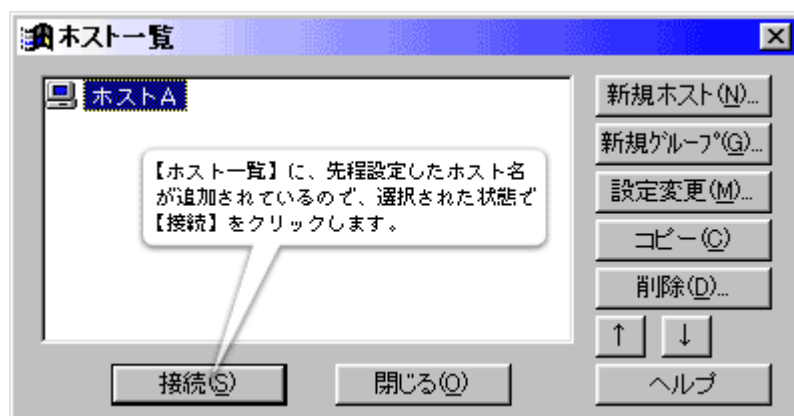 ホスト一覧
ホストA
新規ホスト(N)...
新規グループ(G)...
設定変更(M)...
コピー(C)
削除(D)...
↑ ↓
ヘルプ
【ホスト一覧】に、先程設定したホスト名
が追加されているので、選択された状態で
【接続】をクリックします。
接続(S)
閉じる(O)